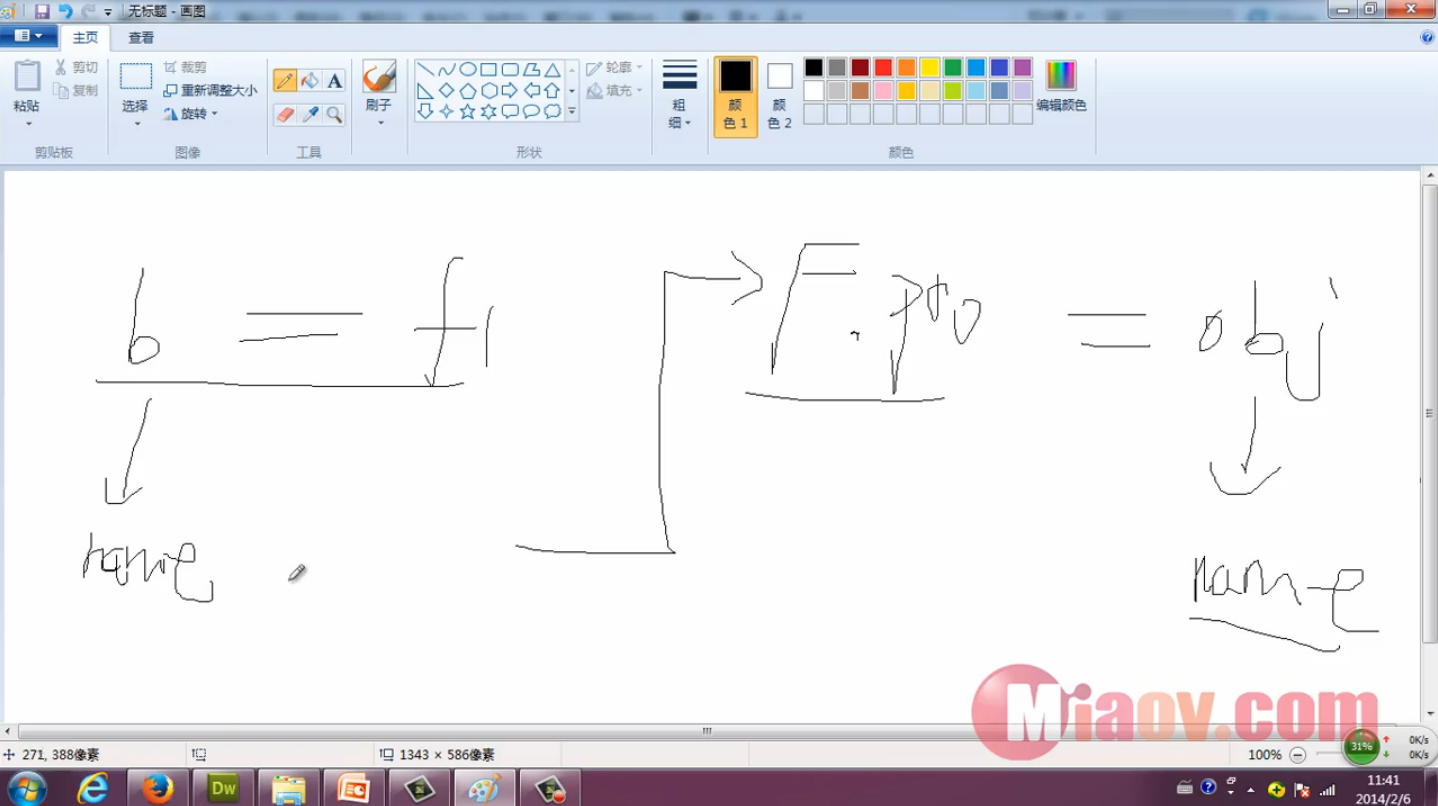 无标题 - 画图
主页 查看
剪切
复制
粘贴
剪贴板
选择
裁剪
重新调整大小
旋转
图像
A
工具
刷子
形状
轮廓
填充
粗细
颜色 1
颜色 2
编辑颜色
颜色
b = f1
F.pto = obj
name
name
Miaov.com
271, 388像素
1343 × 586像素
100%
31%
0K/s
0K/s
Dw
11:41
2014/2/6